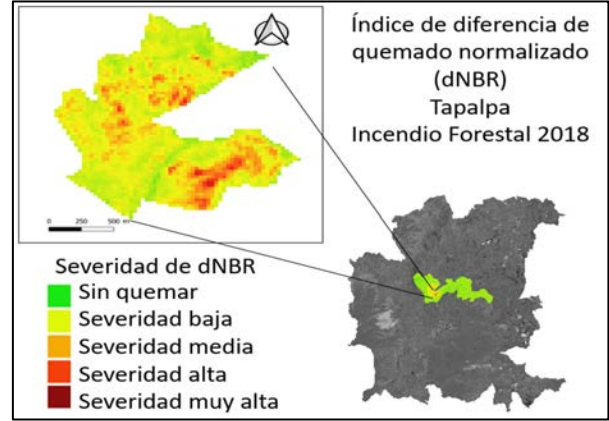 Índice de diferencia de
quemado normalizado
(dNBR)
Tapalpa
Incendio Forestal 2018
0 250 500 m
Severidad de dNBR
Sin quemar
Severidad baja
Severidad media
Severidad alta
Severidad muy alta